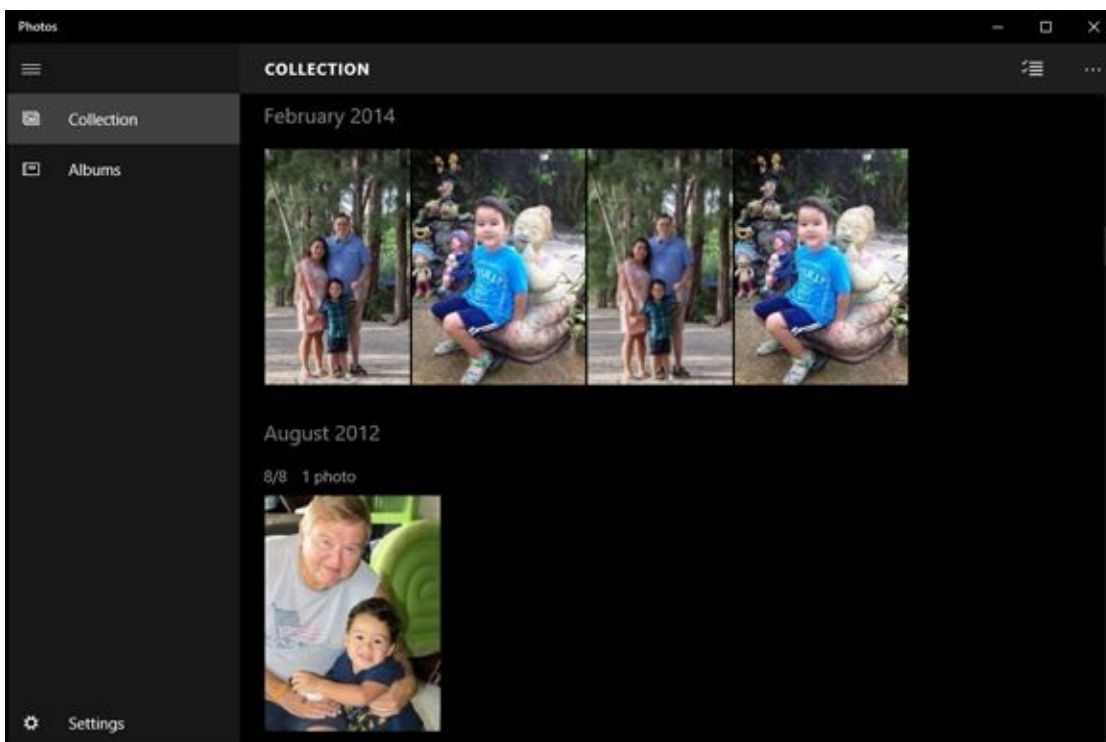 Photos
COLLECTION
Collection
February 2014
Albums
August 2012
8/8 1 photo
Settings